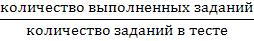 количество выполненных заданий
количество заданий в тесте